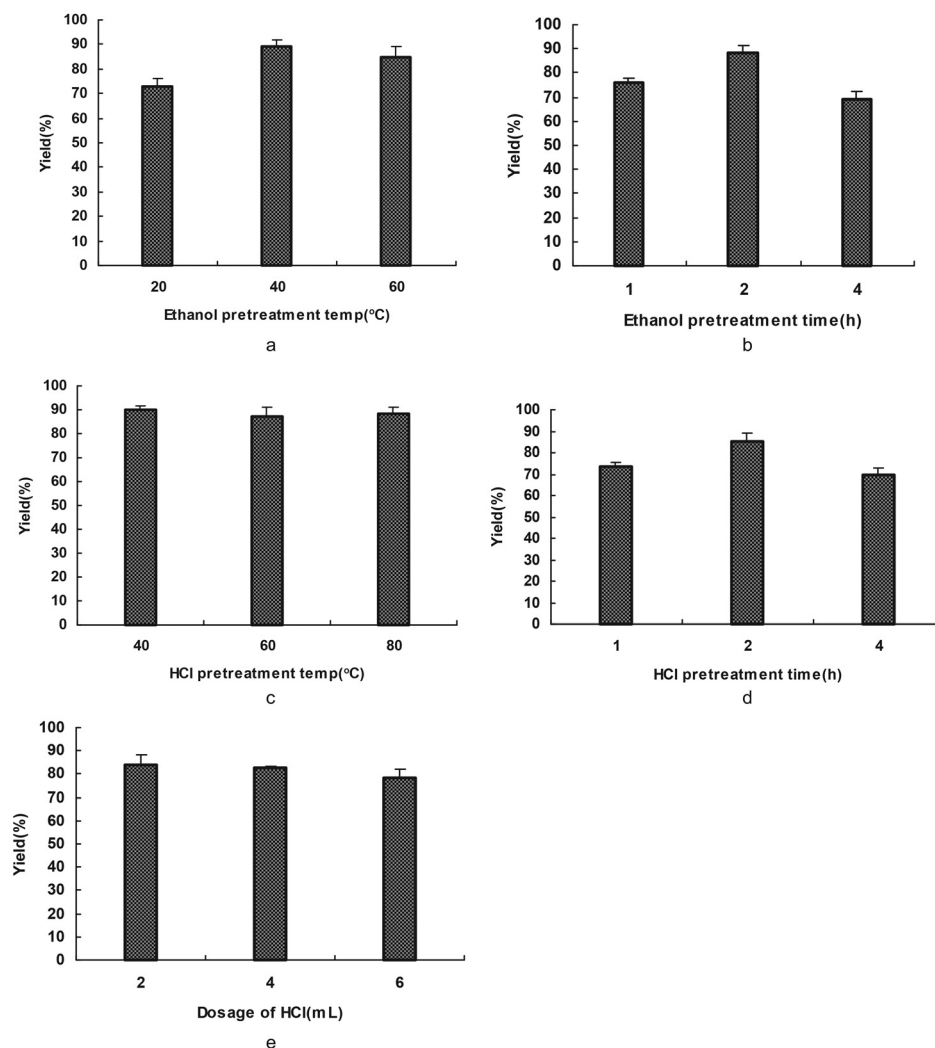 100
90
80
70
60
50
40
30
20
10
0
Yield(%)
20 40 60
Ethanol pretreatment temp(°C)
a
100
90
80
70
60
50
40
30
20
10
0
Yield(%)
1 2 4
Ethanol pretreatment time(h)
b
100
90
80
70
60
50
40
30
20
10
0
Yield(%)
40 60 80
HCl pretreatment temp(°C)
c
100
90
80
70
60
50
40
30
20
10
0
Yield(%)
1 2 4
HCl pretreatment time(h)
d
100
90
80
70
60
50
40
30
20
10
0
Yield(%)
2 4 6
Dosage of HCl(mL)
e